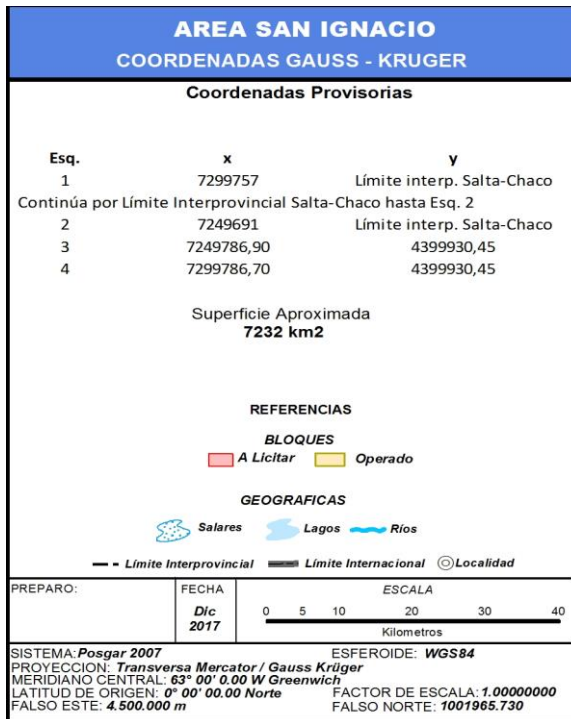 AREA SAN IGNACIO
COORDENADAS GAUSS - KRUGER
Coordenadas Provisorias
Esq. x y
1 7299757 Límite interp. Salta-Chaco
Continúa por Límite Interprovincial Salta-Chaco hasta Esq. 2
2 7249691 Límite interp. Salta-Chaco
3 7249786,90 4399930,45
4 7299786,70 4399930,45
Superficie Aproximada
7232 km2
REFERENCIAS
BLOQUES
A Licitar Operado
GEOGRAFICAS
Salares Lagos Ríos
Límite Interprovincial Límite Internacional Localidad
PREPARO: FECHA ESCALA
Dic
2017
0 5 10 20 30 40
Kilometros
SISTEMA: Posgar 2007 ESFEROIDE: WGS84
PROYECCION: Transversa Mercator / Gauss Krüger
MERIDIANO CENTRAL: 63° 00' 0.00 W Greenwich
LATITUD DE ORIGEN: 0° 00' 00.00 Norte FACTOR DE ESCALA: 1.00000000
FALSO ESTE: 4.500.000 m FALSO NORTE: 1001965.730